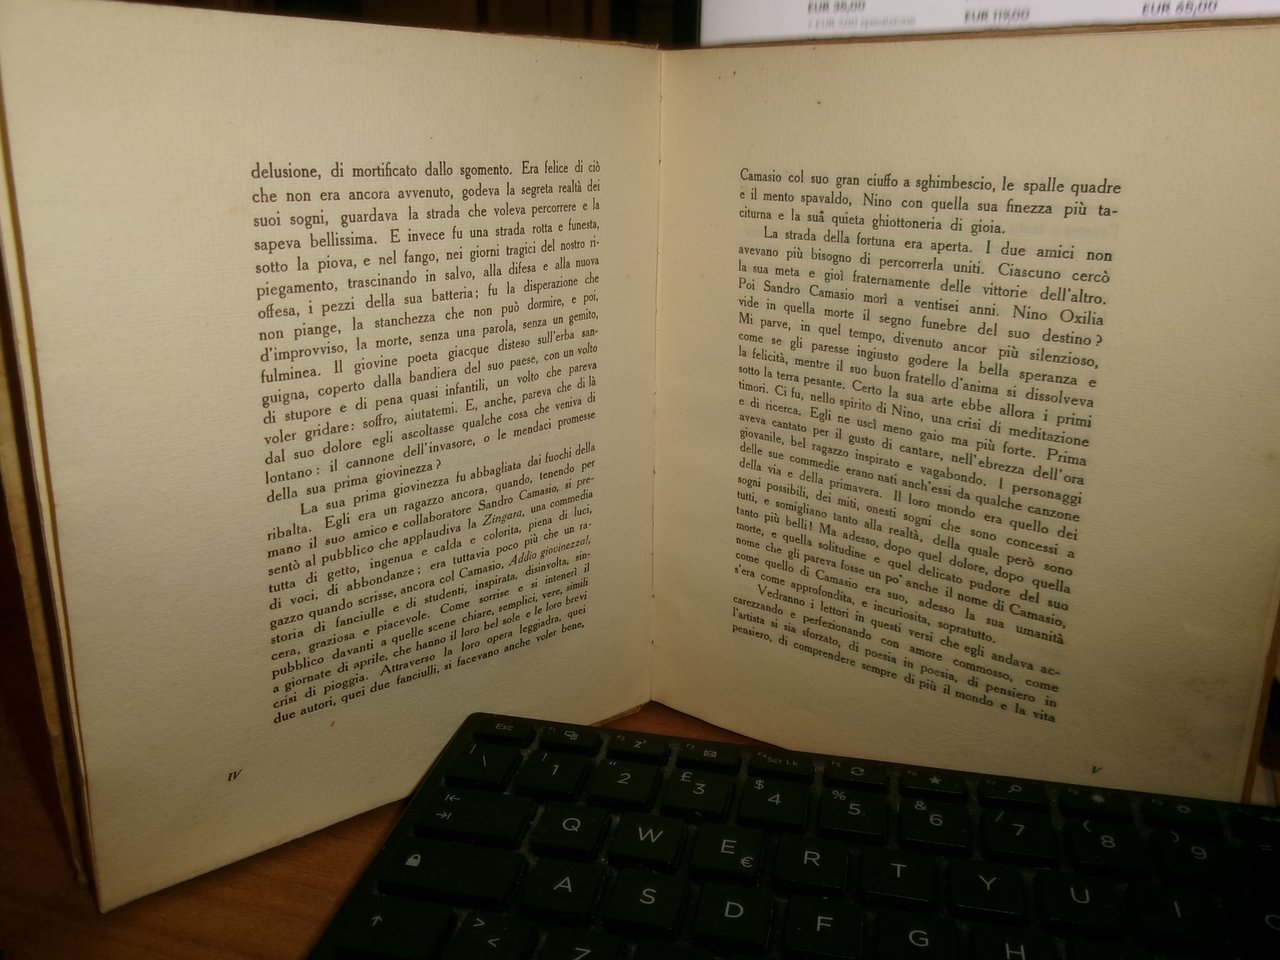 delusione, di mortificato dallo sgomento. Era felice di ciò
che non era ancora avvenuto, godeva la segreta realtà dei
suoi sogni, guardava la strada che voleva percorrere e la
sapeva bellissima. E invece fu una strada rotta e funesta,
sotto la piova, e nel fango, nei giorni tragici del nostro ri-
piegamento, trascinando in salvo, alla difesa e alla nuova
offesa, i pezzi della sua batteria; fu la disperazione che
non piange, la stanchezza che non può dormire, e poi,
d'improvviso, la morte, senza una parola, senza un gemito,
fulminea. Il giovine poeta giacque disteso sull'erba san-
guigna, coperto dalla bandiera del suo paese, con un volto
di stupore e di pena quasi infantili, un volto che pareva
voler gridare: soffro, aiutatemi. E, anche, pareva che di là
dal suo dolore egli ascoltasse qualche cosa che veniva di
lontano: il cannone dell'invasore, o le mendaci promesse
della sua prima giovinezza?
La sua prima giovinezza fu abbagliata dai fuochi della
ribalta. Egli era un ragazzo ancora, quando, tenendo per
mano il suo amico e collaboratore Sandro Camasio, si pre-
sentò al pubblico che applaudiva la Zingara, una commedia
tutta di getto, ingenua e calda e colorita, piena di luci,
di voci, di abbondanze; era tuttavia poco più che un ra-
gazzo quando scrisse, ancora col Camasio, Addio giovinezza!,
storia di fanciulle e di studenti, inspirata, disinvolta, sin-
cera, graziosa e piacevole. Come sorrise e si intenerì il
pubblico davanti a quelle scene chiare, semplici, vere, simili
a giornate di aprile, che hanno il loro bel sole e le loro brevi
crisi di pioggia. Attraverso la loro opera leggiadra, quei
due autori, quei due fanciulli, si facevano anche voler bene,
IV
Camasio col suo gran ciuffo a sghimbescio, le spalle quadre
e il mento spavaldo, Nino con quella sua finezza più ta-
citurna e la sua quieta ghiottoneria di gioia.
La strada della fortuna era aperta. I due amici non
avevano più bisogno di percorrerla uniti. Ciascuno cercò
la sua meta e gioì fraternamente delle vittorie dell'altro.
Poi Sandro Camasio morì a ventisei anni. Nino Oxilia
vide in quella morte il segno funebre del suo destino?
Mi parve, in quel tempo, divenuto ancor più silenzioso,
come se gli paresse ingiusto godere la bella speranza e
la felicità, mentre il suo buon fratello d'anima si dissolveva
sotto la terra pesante. Certo la sua arte ebbe allora i primi
timori. Ci fu, nello spirito di Nino, una crisi di meditazione
e di ricerca. Egli ne uscì meno gaio ma più forte. Prima
aveva cantato per il gusto di cantare, nell'ebrezza dell'ora
giovanile, bel ragazzo inspirato e vagabondo. I personaggi
delle sue commedie erano nati anch'essi da qualche canzone
della via e della primavera. Il loro mondo era quello dei
sogni possibili, dei miti, onesti sogni che sono concessi a
tutti, e somigliano tanto alla realtà, della quale però sono
tanto più belli! Ma adesso, dopo quel dolore, dopo quella
morte, e quella solitudine e quel delicato pudore del suo
nome che gli pareva fosse un po' anche il nome di Camasio,
come quello di Camasio era suo, adesso la sua umanità
s'era come approfondita, e incuriosita, sopratutto.
Vedranno i lettori in questi versi che egli andava ac-
carezzando e perfezionando con amore commosso, come
l'artista si sia sforzato, di poesia in poesia, di pensiero in
pensiero, di comprendere sempre di più il mondo e la vita
V
EUR 119,00
EUR 65,00
Esc
Scr Lk
\ ! 1 " 2 £ 3 $ 4 % 5 & 6 / 7 ( 8 ) 9
Q W E € R T Y U I
A S D F G H
> < Z